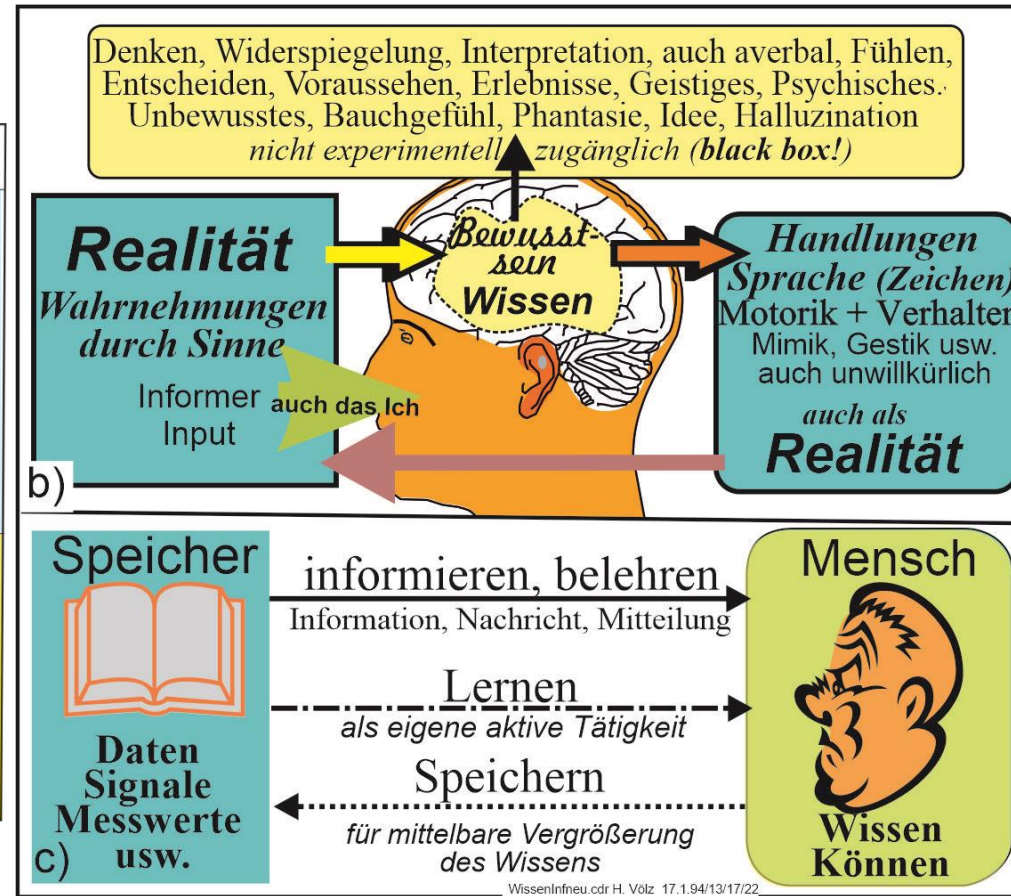 Denken, Widerspiegelung, Interpretation, auch averbal, Fühlen,
Entscheiden, Voraussehen, Erlebnisse, Geistiges, Psychisches.
Unbewusstes, Bauchgefühl, Phantasie, Idee, Halluzination
nicht experimentell zugänglich (black box!)
Realität
Wahrnehmungen
durch Sinne
Informer
Input
auch das Ich
b)
Bewusst-
sein
Wissen
Handlungen
Sprache (Zeichen)
Motorik + Verhalten
Mimik, Gestik usw.
auch unwillkürlich
auch als
Realität
Speicher
Daten
Signale
Messwerte
usw.
c)
informieren, belehren
Information, Nachricht, Mitteilung
Lernen
als eigene aktive Tätigkeit
Speichern
für mittelbare Vergrößerung
des Wissens
Mensch
Wissen
Können
WissenInfneu.cdr H. Völz 17.1.94/13/17/22